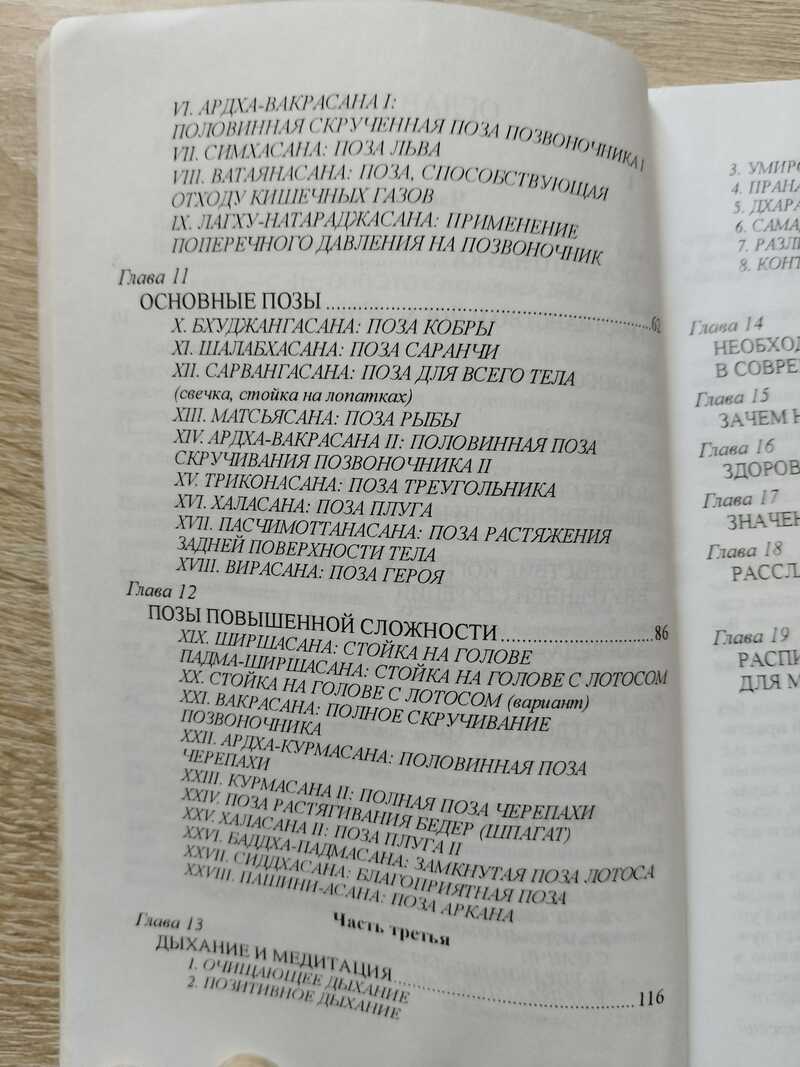 VI. АРДХА-ВАКРАСАНА I:
ПОЛОВИННАЯ СКРУЧЕННАЯ ПОЗА ПОЗВОНОЧНИКА I
VII. СИМХАСАНА: ПОЗА ЛЬВА
VIII. ВАТАЯНАСАНА: ПОЗА, СПОСОБСТВУЮЩАЯ
ОТХОДУ КИШЕЧНЫХ ГАЗОВ
IX. ЛАГХУ-НАТАРАДЖАСАНА: ПРИМЕНЕНИЕ
ПОПЕРЕЧНОГО ДАВЛЕНИЯ НА ПОЗВОНОЧНИК
Глава 11
ОСНОВНЫЕ ПОЗЫ ........ 62
X. БХУДЖАНГАСАНА: ПОЗА КОБРЫ
XI. ШАЛАБХАСАНА: ПОЗА САРАНЧИ
XII. САРВАНГАСАНА: ПОЗА ДЛЯ ВСЕГО ТЕЛА
(свечка, стойка на лопатках)
XIII. МАТСЬЯСАНА: ПОЗА РЫБЫ
XIV. АРДХА-ВАКРАСАНА II: ПОЛОВИННАЯ ПОЗА
СКРУЧИВАНИЯ ПОЗВОНОЧНИКА II
XV. ТРИКОНАСАНА: ПОЗА ТРЕУГОЛЬНИКА
XVI. ХАЛАСАНА: ПОЗА ПЛУГА
XVII. ПАСЧИМОТТАНАСАНА: ПОЗА РАСТЯЖЕНИЯ
ЗАДНЕЙ ПОВЕРХНОСТИ ТЕЛА
XVIII. ВИРАСАНА: ПОЗА ГЕРОЯ
Глава 12
ПОЗЫ ПОВЫШЕННОЙ СЛОЖНОСТИ ........ 86
XIX. ШИРШАСАНА: СТОЙКА НА ГОЛОВЕ
ПАДМА-ШИРШАСАНА: СТОЙКА НА ГОЛОВЕ С ЛОТОСОМ
XX. СТОЙКА НА ГОЛОВЕ С ЛОТОСОМ (вариант)
XXI. ВАКРАСАНА: ПОЛНОЕ СКРУЧИВАНИЕ
ПОЗВОНОЧНИКА
XXII. АРДХА-КУРМАСАНА: ПОЛОВИННАЯ ПОЗА
ЧЕРЕПАХИ
XXIII. КУРМАСАНА II: ПОЛНАЯ ПОЗА ЧЕРЕПАХИ
XXIV. ПОЗА РАСТЯГИВАНИЯ БЕДЕР (ШПАГАТ)
XXV. ХАЛАСАНА II: ПОЗА ПЛУГА II
XXVI. БАДДХА-ПАДМАСАНА: ЗАМКНУТАЯ ПОЗА ЛОТОСА
XXVII. СИДДХАСАНА: БЛАГОПРИЯТНАЯ ПОЗА
XXVIII. ПАШИНИ-АСАНА: ПОЗА АРКАНА
Часть третья
Глава 13
ДЫХАНИЕ И МЕДИТАЦИЯ ........ 116
1. ОЧИЩАЮЩЕЕ ДЫХАНИЕ
2. ПОЗИТИВНОЕ ДЫХАНИЕ
3. УМИРО
4. ПРАНА
5. ДХАРА
6. САМАД
7. РАЗЛИ
8. КОНТ
Глава 14
НЕОБХОД
В СОВРЕ
Глава 15
ЗАЧЕМ Н
Глава 16
ЗДОРОВ
Глава 17
ЗНАЧЕН
Глава 18
РАССЛ
Глава 19
РАСПИ
ДЛЯ М